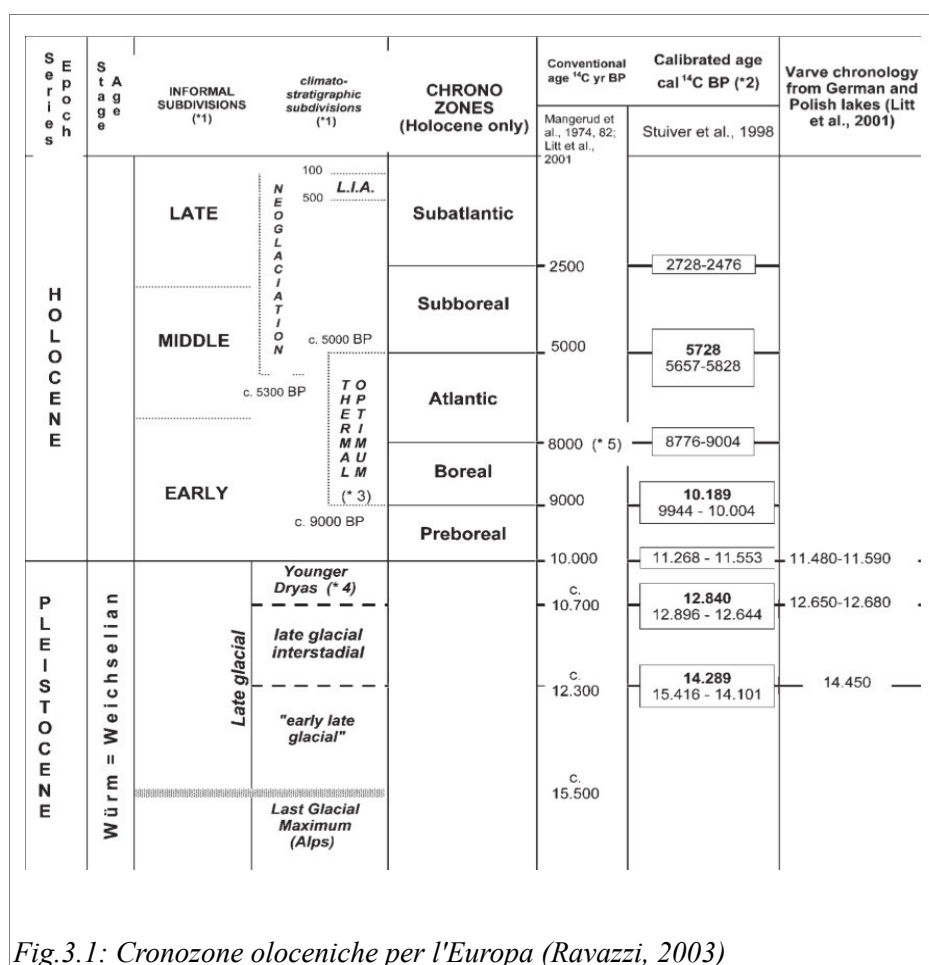 Series
Epoch
Stage
Age
INFORMAL
SUBDIVISIONS
(*1)
climato-
stratigraphic
subdivisions
(*1)
CHRONO
ZONES
(Holocene only)
Conventional
age ¹⁴C yr BP
Mangerud et
al., 1974, 82;
Litt et al.,
2001
Calibrated age
cal ¹⁴C BP (*2)
Stuiver et al., 1998
Varve chronology
from German and
Polish lakes (Litt
et al., 2001)
HOLOCENE
LATE
MIDDLE
EARLY
NEOGLACIATION
100
L.I.A.
500
c. 5000 BP
c. 5300 BP
THERMAL
OPTIMUM
(* 3)
c. 9000 BP
Subatlantic
Subboreal
Atlantic
Boreal
Preboreal
2500
5000
8000 (* 5)
9000
10.000
2728-2476
5728
5657-5828
8776-9004
10.189
9944 - 10.004
11.268 - 11.553
11.480-11.590
PLEISTOCENE
Würm = Weichselian
Late glacial
Younger
Dryas (* 4)
late glacial
interstadial
"early late
glacial"
Last Glacial
Maximum
(Alps)
c.
10.700
c.
12.300
c.
15.500
12.840
12.896 - 12.644
12.650-12.680
14.289
15.416 - 14.101
14.450
Fig.3.1: Cronozone oloceniche per l'Europa (Ravazzi, 2003)